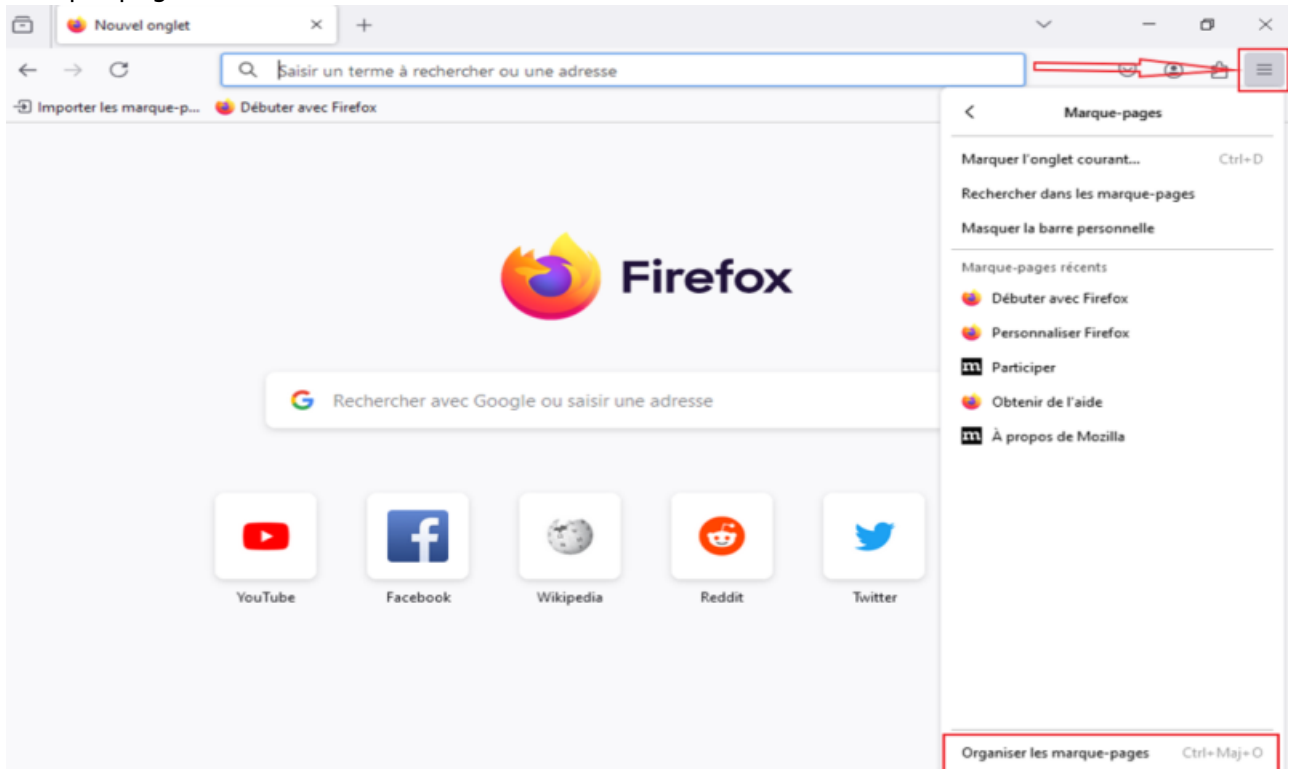 Nouvel onglet
Saisir un terme à rechercher ou une adresse
Importer les marque-p...
Débuter avec Firefox
Marque-pages
Marquer l'onglet courant... Ctrl+D
Rechercher dans les marque-pages
Masquer la barre personnelle
Marque-pages récents
Débuter avec Firefox
Personnaliser Firefox
m Participer
Obtenir de l'aide
m À propos de Mozilla
Firefox
Rechercher avec Google ou saisir une adresse
YouTube
Facebook
Wikipedia
Reddit
Twitter
Organiser les marque-pages Ctrl+Maj+O